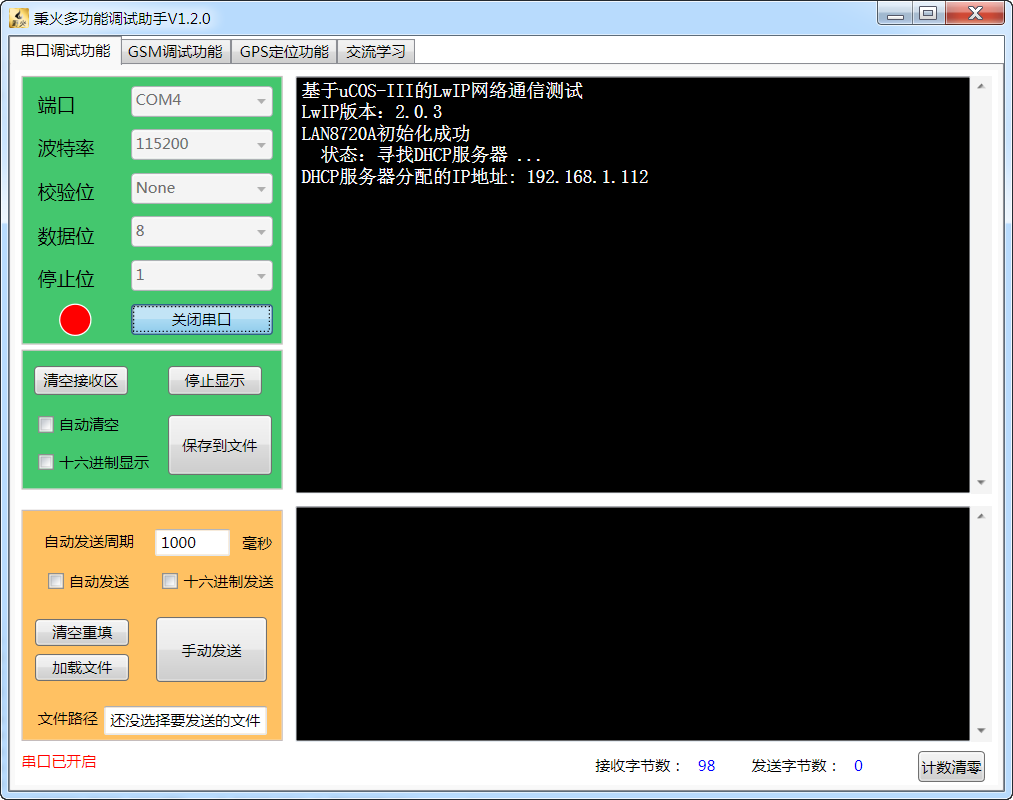 秉火多功能调试助手V1.2.0
串口调试功能 GSM调试功能 GPS定位功能 交流学习
端口 COM4
波特率 115200
校验位 None
数据位 8
停止位 1
关闭串口
清空接收区 停止显示
自动清空
保存到文件
十六进制显示
基于uCOS-III的LwIP网络通信测试
LwIP版本：2.0.3
LAN8720A初始化成功
状态：寻找DHCP服务器 ...
DHCP服务器分配的IP地址: 192.168.1.112
自动发送周期 1000 毫秒
自动发送 十六进制发送
清空重填
手动发送
加载文件
文件路径 还没选择要发送的文件
串口已开启
接收字节数： 98 发送字节数： 0 计数清零